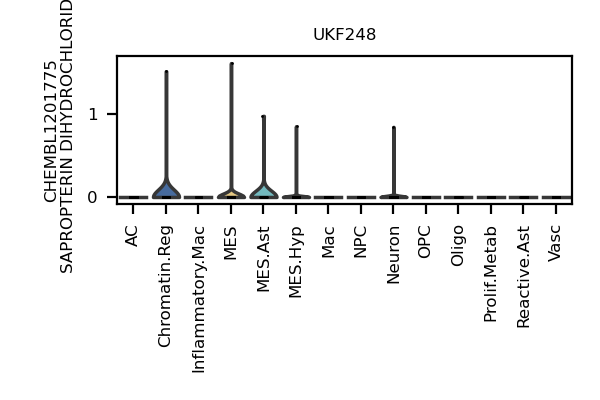 UKF248
CHEMBL1201775
SAPROPTERIN DIHYDROCHLORID
1
0
AC
Chromatin.Reg
Inflammatory.Mac
MES
MES.Ast
MES.Hyp
Mac
NPC
Neuron
OPC
Oligo
Prolif.Metab
Reactive.Ast
Vasc